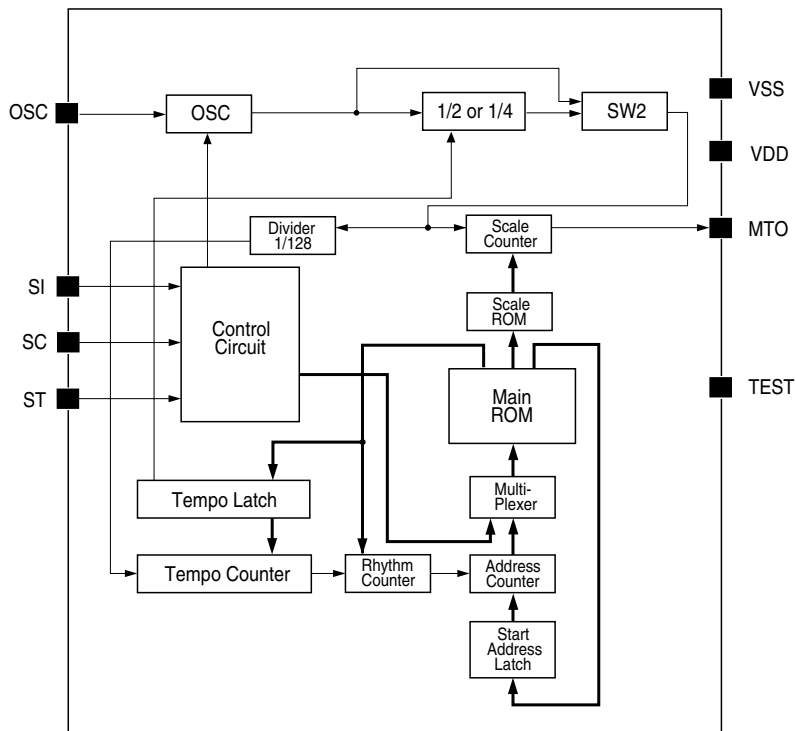 VSS
OSC
OSC
1/2 or 1/4
SW2
VDD
Divider
1/128
Scale
Counter
MTO
SI
Scale
ROM
Control
Circuit
SC
ST
Main
ROM
TEST
Tempo Latch
Multi-
Plexer
Tempo Counter
Rhythm
Counter
Address
Counter
Start
Address
Latch